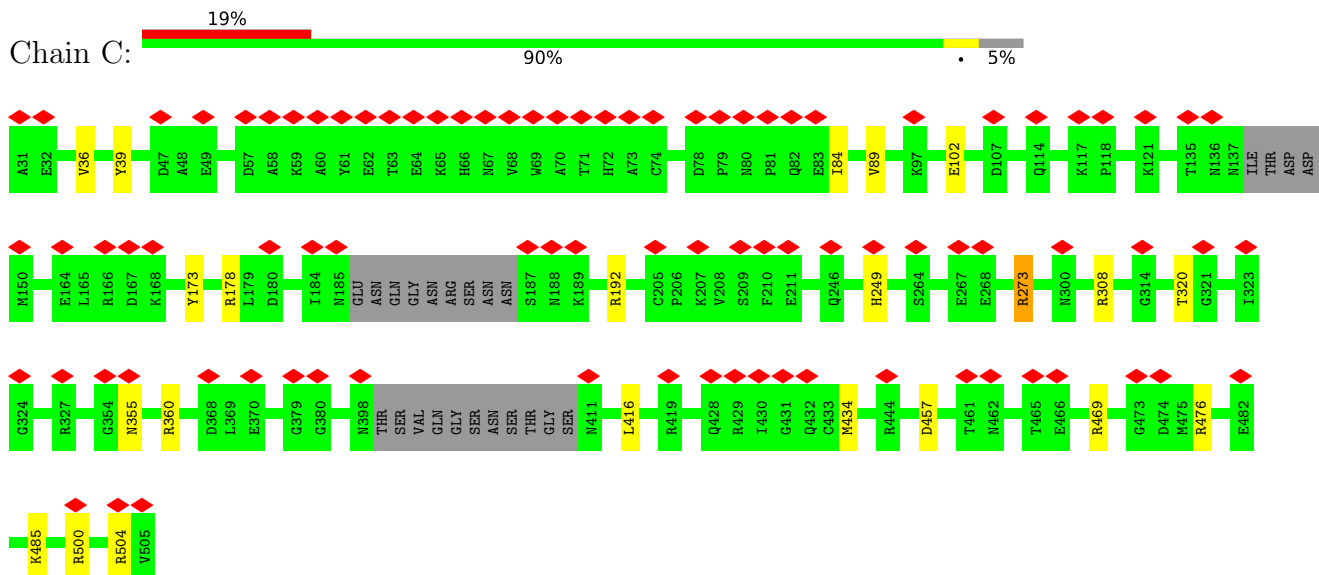 19%
Chain C:
90% • 5%
A31 E32 V36 Y39 D47 A48 E49 D57 A58 K59 A60 Y61 E62 T63 E64 K65 H66 N67 V68 W69 A70 T71 H72 A73 C74 D78 P79 N80 P81 Q82 E83 I84 V89 K97 E102 D107 Q114 K117 P118 K121 T135 N136 N137 ILE THR ASP ASP
M150 E164 L165 R166 D167 K168 Y173 R178 L179 D180 I184 N185 GLU ASN GLN GLY ASN ARG SER ASN ASN S187 N188 K189 R192 C205 P206 K207 V208 S209 F210 E211 Q246 H249 S264 E267 E268 R273 N300 R308 G314 T320 G321 I323
G324 R327 G354 N355 R360 D368 L369 E370 G379 G380 N398 THR SER VAL GLN GLY SER ASN SER THR GLY SER N411 L416 R419 Q428 R429 I430 G431 Q432 C433 M434 R444 D457 T461 N462 T465 E466 R469 G473 D474 M475 R476 E482
K485 R500 R504 V505